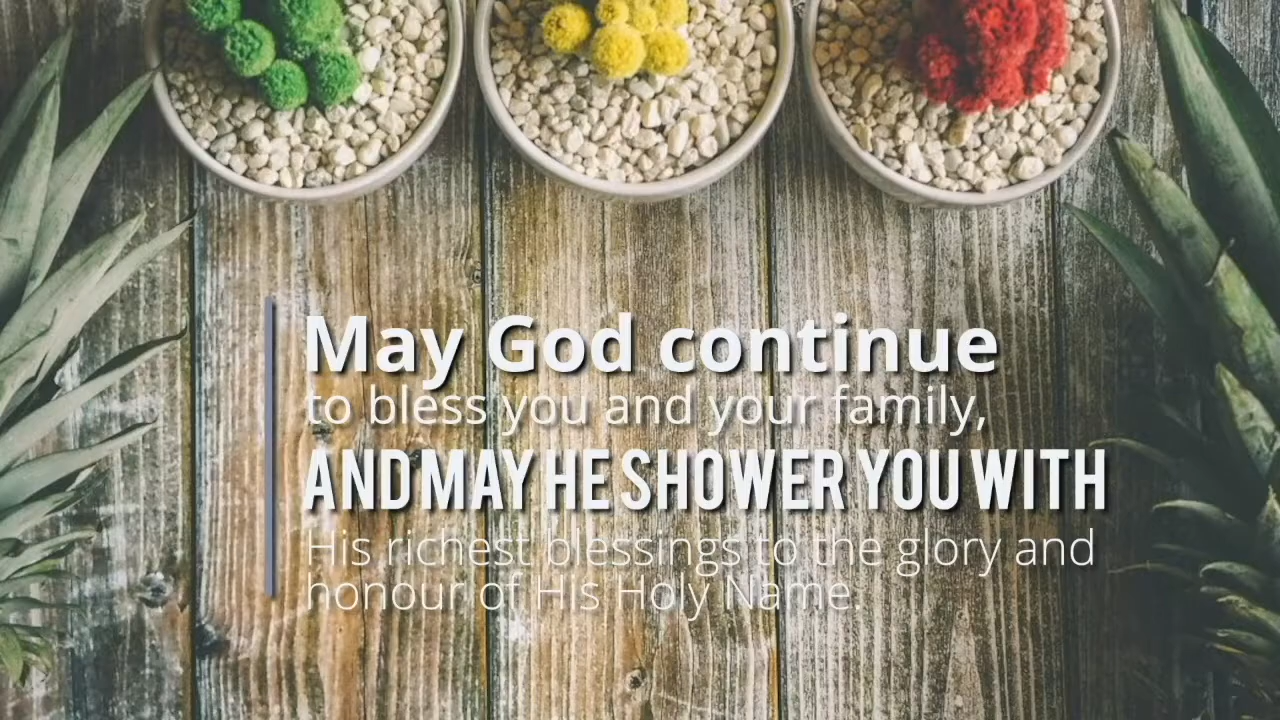 May God continue
to bless you and your family,
AND MAY HE SHOWER YOU WITH
His richest blessings to the glory and
honour of His Holy Name.